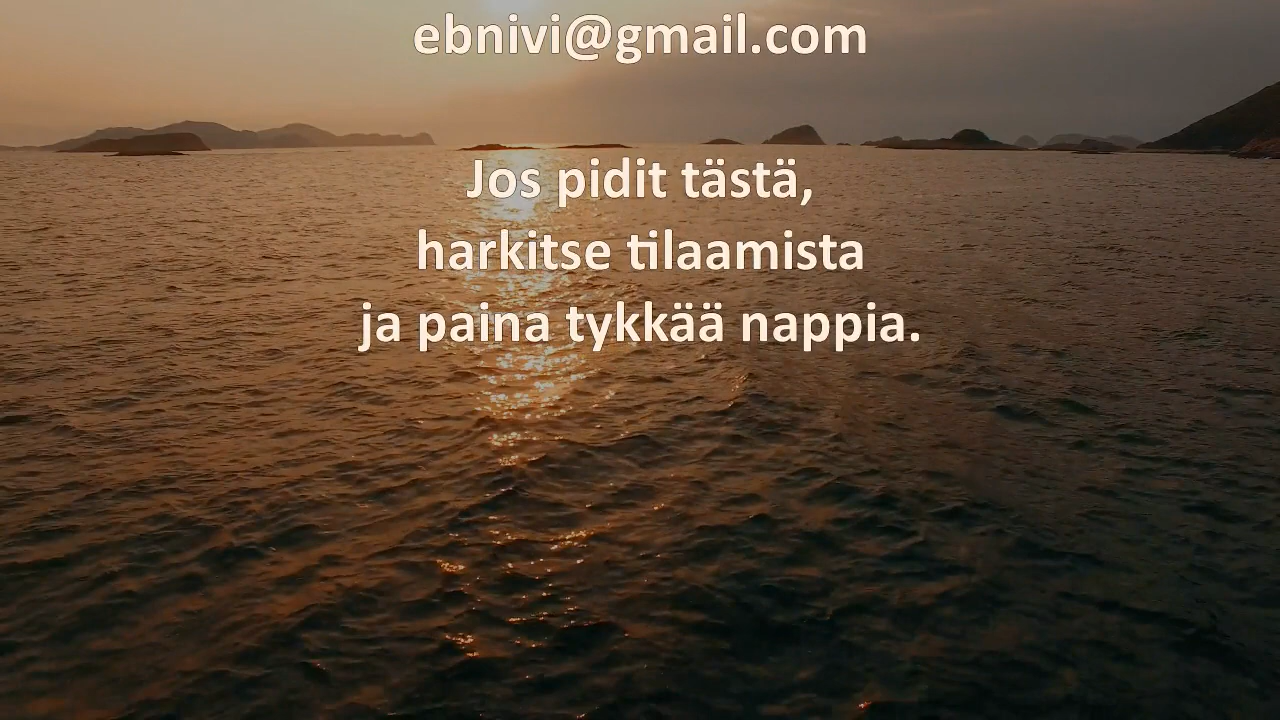 ebnivi@gmail.com
Jos pidit tästä,
harkitse tilaamista
ja paina tykkää nappia.